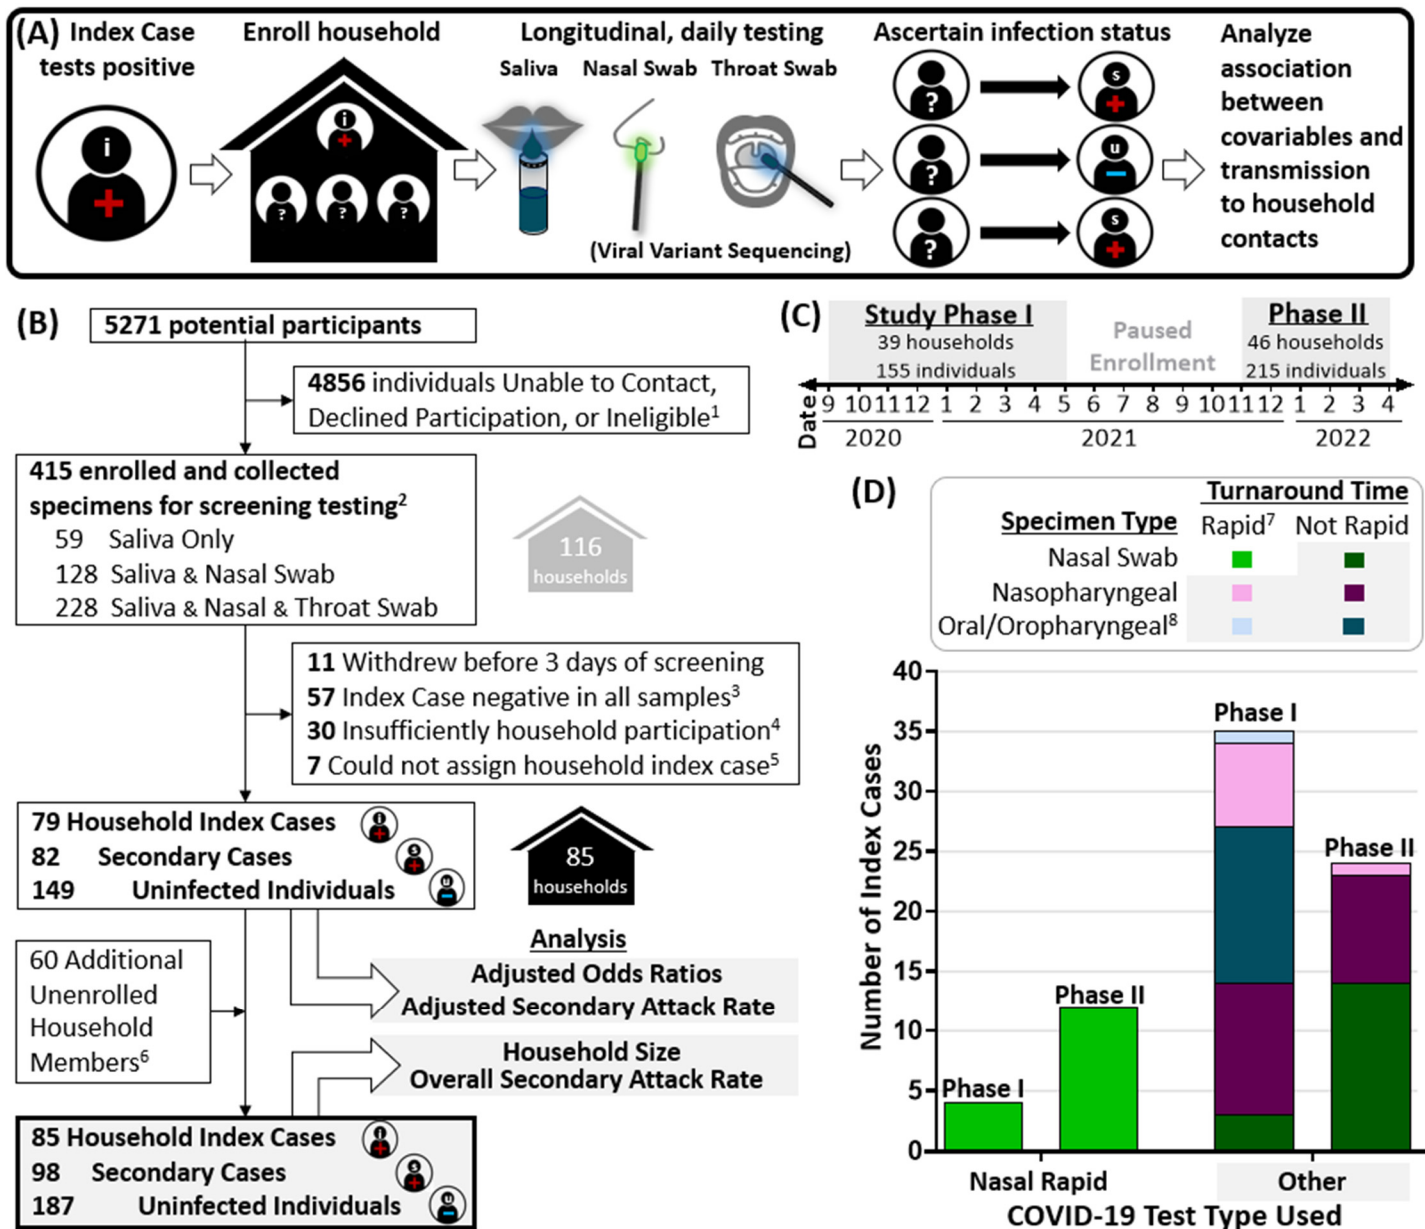 (A) Index Case
tests positive
i
+
Enroll household
i
+
? ? ?
Longitudinal, daily testing
Saliva Nasal Swab Throat Swab
(Viral Variant Sequencing)
Ascertain infection status
? s
+
? u
−
? s
+
Analyze
association
between
covariables and
transmission
to household
contacts
(B)
5271 potential participants
4856 individuals Unable to Contact,
Declined Participation, or Ineligible1
415 enrolled and collected
specimens for screening testing2
59 Saliva Only
128 Saliva & Nasal Swab
228 Saliva & Nasal & Throat Swab
116
households
11 Withdrew before 3 days of screening
57 Index Case negative in all samples3
30 Insufficiently household participation4
7 Could not assign household index case5
79 Household Index Cases
i
+
82 Secondary Cases
s
+
149 Uninfected Individuals
u
−
85
households
Analysis
Adjusted Odds Ratios
Adjusted Secondary Attack Rate
60 Additional
Unenrolled
Household
Members6
Household Size
Overall Secondary Attack Rate
85 Household Index Cases
i
+
98 Secondary Cases
s
+
187 Uninfected Individuals
u
−
(C)
Study Phase I
39 households
155 individuals
Paused
Enrollment
Phase II
46 households
215 individuals
Date
9 10 11 12 1 2 3 4 5 6 7 8 9 10 11 12 1 2 3 4
2020 2021 2022
(D)
Turnaround Time
Specimen Type Rapid7 Not Rapid
Nasal Swab
Nasopharyngeal
Oral/Oropharyngeal8
Number of Index Cases
40
35
30
25
20
15
10
5
0
Phase I
Phase II
Phase I
Phase II
Nasal Rapid Other
COVID-19 Test Type Used